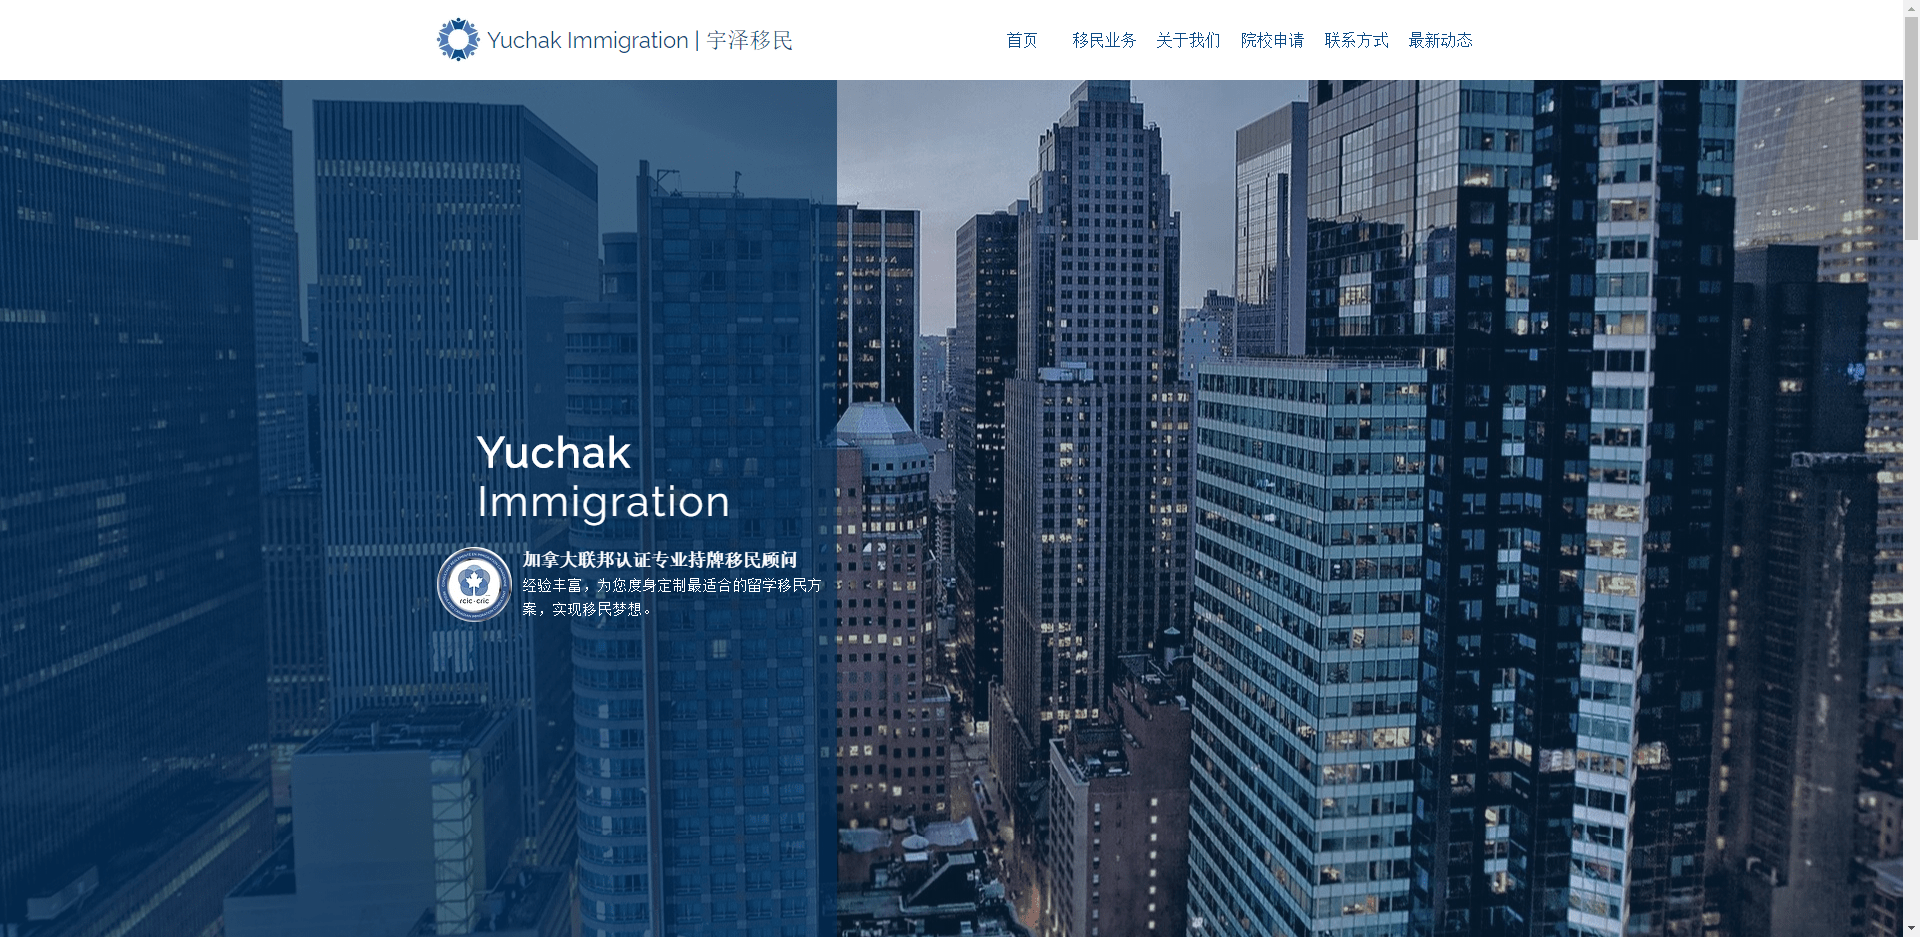 Yuchak Immigration | 宇泽移民
首页 移民业务 关于我们 院校申请 联系方式 最新动态
Yuchak
Immigration
加拿大联邦认证专业持牌移民顾问
经验丰富，为您度身定制最适合的留学移民方
案，实现移民梦想。
rcic·cric